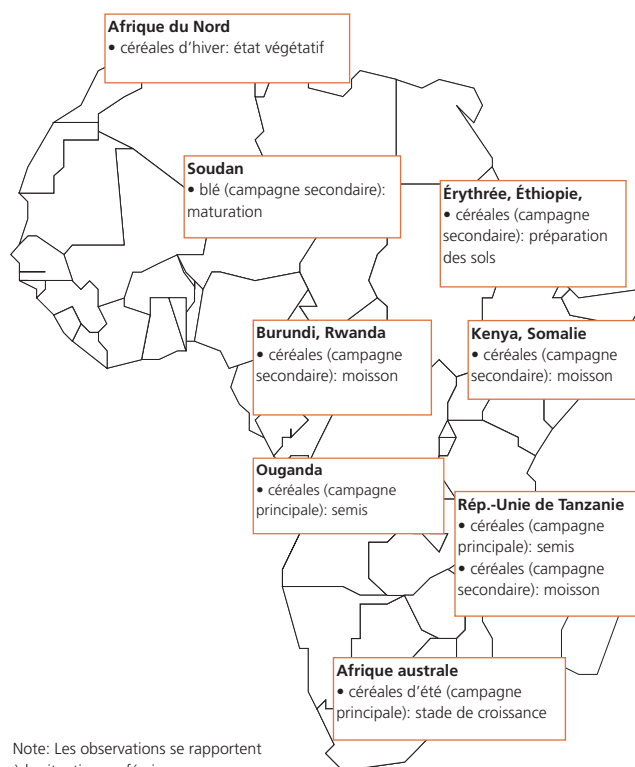 Afrique du Nord
• céréales d'hiver: état végétatif
Soudan
• blé (campagne secondaire):
maturation
Érythrée, Éthiopie,
• céréales (campagne
secondaire): préparation
des sols
Burundi, Rwanda
• céréales (campagne
secondaire): moisson
Kenya, Somalie
• céréales (campagne
secondaire): moisson
Ouganda
• céréales (campagne
principale): semis
Rép.-Unie de Tanzanie
• céréales (campagne
principale): semis
• céréales (campagne
secondaire): moisson
Afrique australe
• céréales d'été (campagne
principale): stade de croissance
Note: Les observations se rapportent